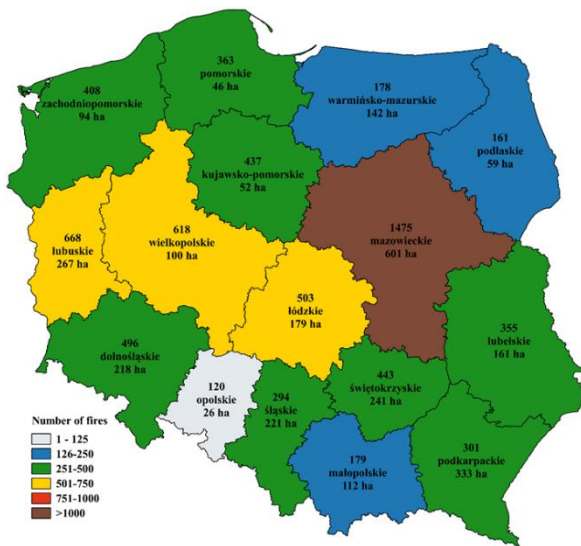 363
pomorskie
46 ha
408
zachodniopomorskie
94 ha
178
warmińsko-mazurskie
142 ha
161
podlaskie
59 ha
437
kujawsko-pomorskie
52 ha
1475
mazowieckie
601 ha
668
lubuskie
267 ha
618
wielkopolskie
100 ha
503
łódzkie
179 ha
355
lubelskie
161 ha
496
dolnośląskie
218 ha
120
opolskie
26 ha
294
śląskie
221 ha
443
świętokrzyskie
241 ha
179
małopolskie
112 ha
301
podkarpackie
333 ha
Number of fires
1 - 125
126-250
251-500
501-750
751-1000
>1000